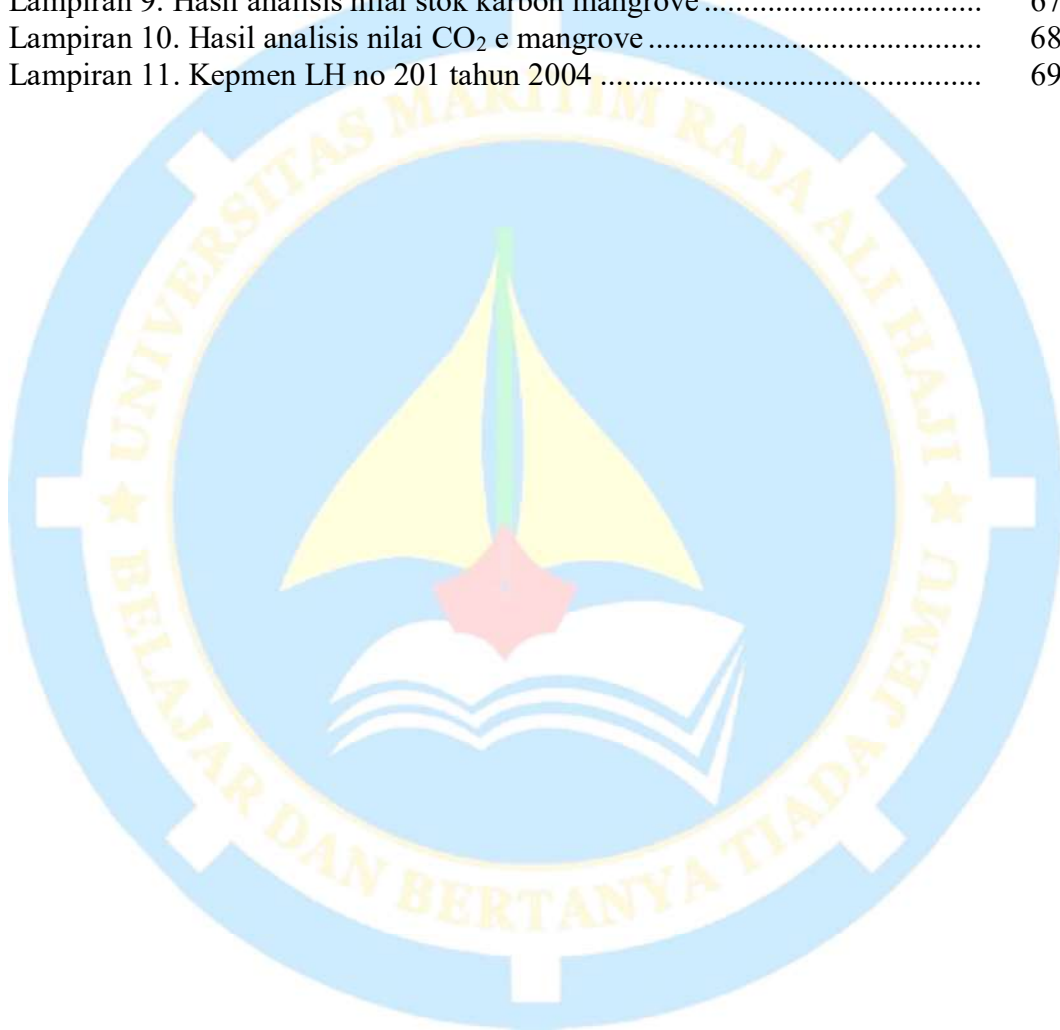 Lampiran 9. Hasil analisis nilai stok karbon mangrove ................................ 67
Lampiran 10. Hasil analisis nilai CO₂ e mangrove ....................................... 68
Lampiran 11. Kepmen LH no 201 tahun 2004 ............................................. 69
UNIVERSITAS MARITIM RAJA ALI HAJI
BELAJAR DAN BERTANYA TIADA JEMU